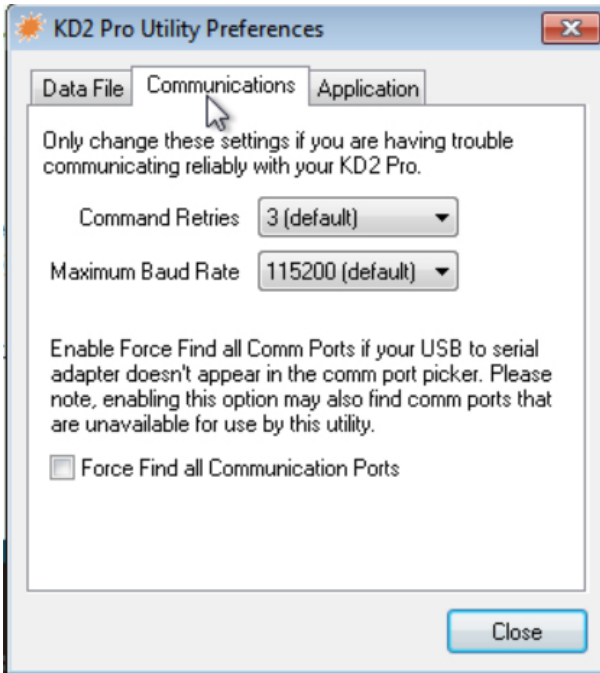 KD2 Pro Utility Preferences
Data File Communications Application
Only change these settings if you are having trouble
communicating reliably with your KD2 Pro.
Command Retries 3 (default)
Maximum Baud Rate 115200 (default)
Enable Force Find all Comm Ports if your USB to serial
adapter doesn't appear in the comm port picker. Please
note, enabling this option may also find comm ports that
are unavailable for use by this utility.
Force Find all Communication Ports
Close